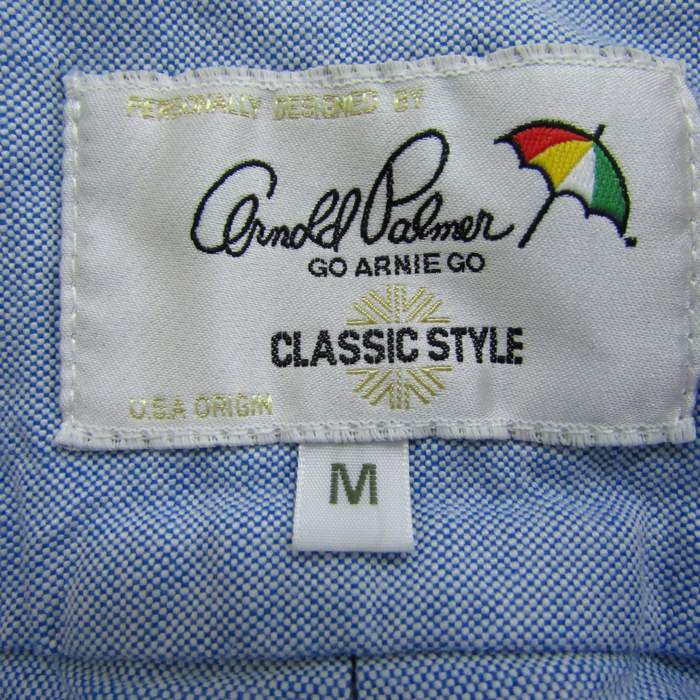 PERSONALLY DESIGNED BY
Arnold Palmer
GO ARNIE GO
CLASSIC STYLE
U.S.A ORIGIN
M